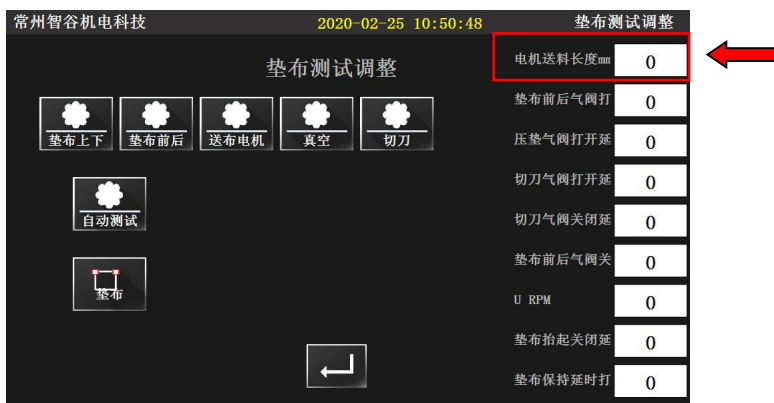 常州智谷机电科技 2020-02-25 10:50:48 垫布测试调整
垫布测试调整
垫布上下 垫布前后 送布电机 真空 切刀
自动测试
垫布
电机送料长度mm 0
垫布前后气阀打 0
压垫气阀打开延 0
切刀气阀打开延 0
切刀气阀关闭延 0
垫布前后气阀关 0
U RPM 0
垫布抬起关闭延 0
垫布保持延时打 0